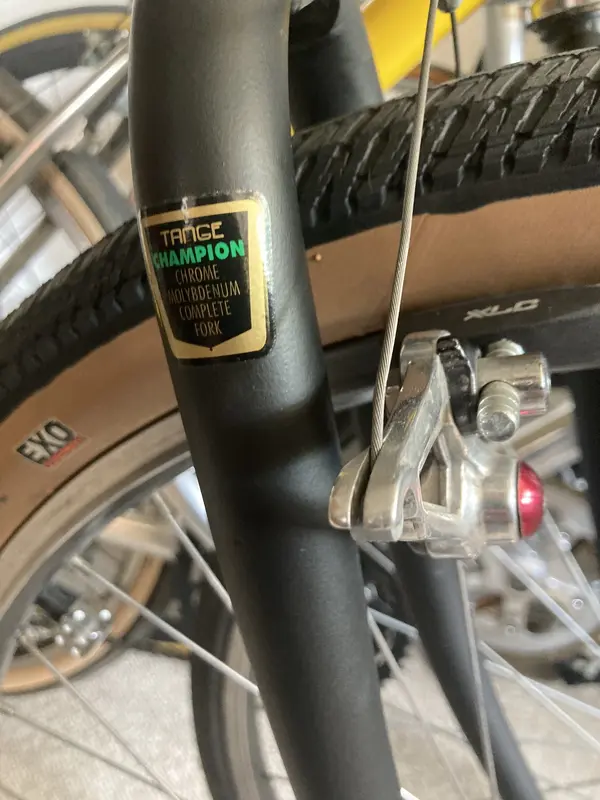 TANGE
CHAMPION
CHROME
MOLYBDENUM
COMPLETE
FORK
XLC
EXO